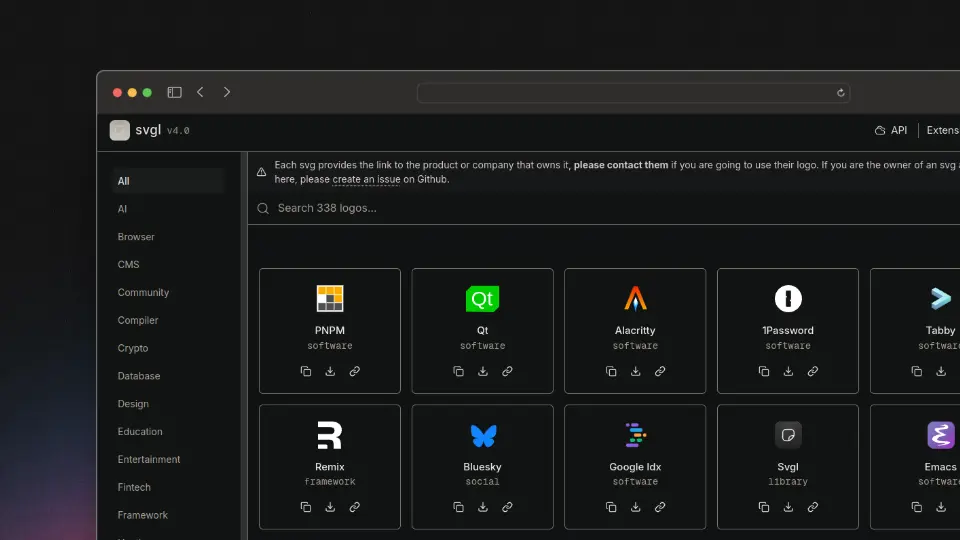 svgl v4.0
API
Extens
All
AI
Browser
CMS
Community
Compiler
Crypto
Database
Design
Education
Entertainment
Fintech
Framework
Each svg provides the link to the product or company that owns it, please contact them if you are going to use their logo. If you are the owner of an svg
here, please create an issue on Github.
Search 338 logos...
PNPM
software
Qt
Qt
software
Alacritty
software
1Password
software
Tabby
software
Remix
framework
Bluesky
social
Google Idx
software
Svgl
library
Emacs
software